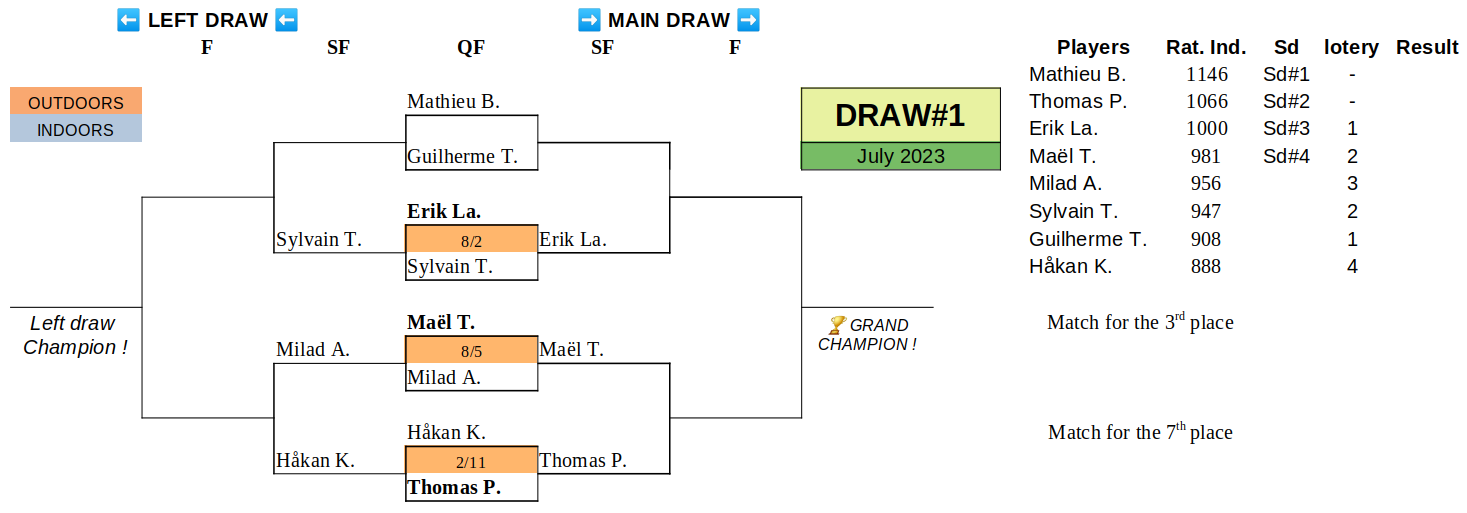 ⬅️ LEFT DRAW ⬅️ ➡️ MAIN DRAW ➡️
F SF QF SF F
Players Rat. Ind. Sd lotery Result
Mathieu B. 1146 Sd#1 -
Thomas P. 1066 Sd#2 -
Erik La. 1000 Sd#3 1
Maël T. 981 Sd#4 2
Milad A. 956 3
Sylvain T. 947 2
Guilherme T. 908 1
Håkan K. 888 4
OUTDOORS
INDOORS
DRAW#1
July 2023
Mathieu B.
Guilherme T.
Erik La.
Sylvain T. 8/2 Erik La.
Sylvain T.
Left draw
Champion !
🏆 GRAND
CHAMPION !
Maël T.
Milad A. 8/5 Maël T.
Milad A.
Håkan K.
Håkan K. 2/11 Thomas P.
Thomas P.
Match for the 3rd place
Match for the 7th place